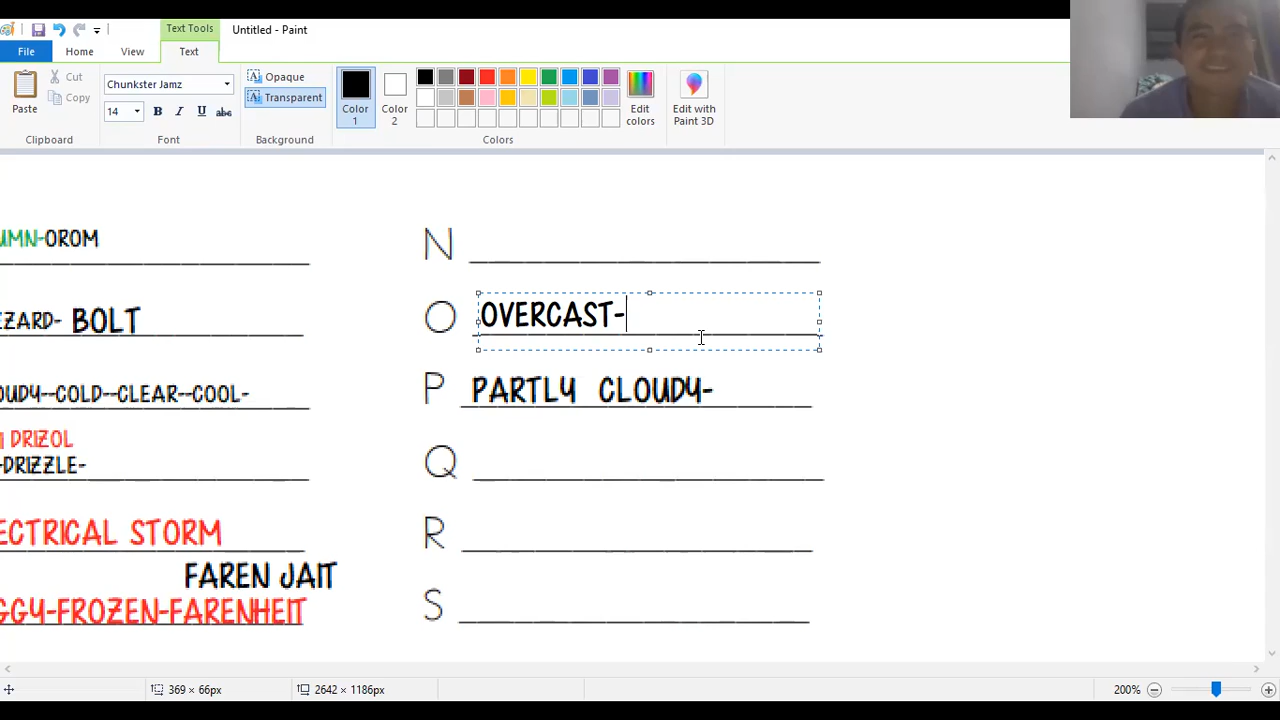 Text Tools
Untitled - Paint
File Home View Text
Paste
Cut
Copy
Clipboard
Chunkster Jamz
14 B I U abc
Font
Opaque
Transparent
Background
Color 1
Color 2
Edit colors
Colors
Edit with Paint 3D
UMN-OROM
EZARD- BOLT
OUDY--COLD--CLEAR--COOL-
DRIZOL
-DRIZZLE-
ECTRICAL STORM
FAREN JAIT
GGY-FROZEN-FARENHEIT
N
O OVERCAST-
P PARTLY CLOUDY-
Q
R
S
369 × 66px
2642 × 1186px
200%